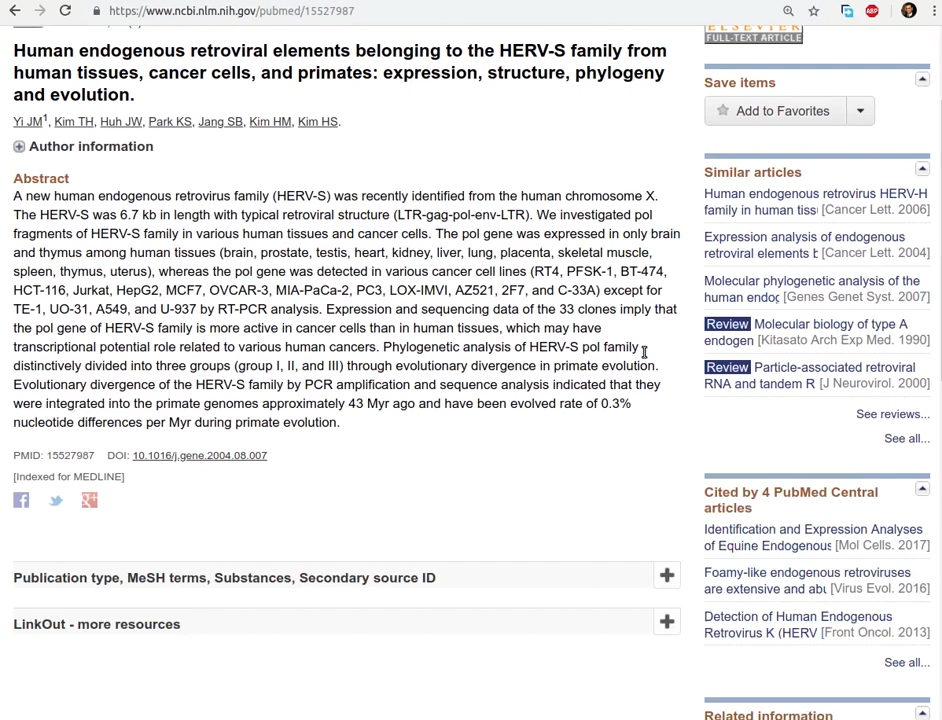 https://www.ncbi.nlm.nih.gov/pubmed/15527987
ABP
Human endogenous retroviral elements belonging to the HERV-S family from
human tissues, cancer cells, and primates: expression, structure, phylogeny
and evolution.
Yi JM1, Kim TH, Huh JW, Park KS, Jang SB, Kim HM, Kim HS.
Author information
Abstract
A new human endogenous retrovirus family (HERV-S) was recently identified from the human chromosome X.
The HERV-S was 6.7 kb in length with typical retroviral structure (LTR-gag-pol-env-LTR). We investigated pol
fragments of HERV-S family in various human tissues and cancer cells. The pol gene was expressed in only brain
and thymus among human tissues (brain, prostate, testis, heart, kidney, liver, lung, placenta, skeletal muscle,
spleen, thymus, uterus), whereas the pol gene was detected in various cancer cell lines (RT4, PFSK-1, BT-474,
HCT-116, Jurkat, HepG2, MCF7, OVCAR-3, MIA-PaCa-2, PC3, LOX-IMVI, AZ521, 2F7, and C-33A) except for
TE-1, UO-31, A549, and U-937 by RT-PCR analysis. Expression and sequencing data of the 33 clones imply that
the pol gene of HERV-S family is more active in cancer cells than in human tissues, which may have
transcriptional potential role related to various human cancers. Phylogenetic analysis of HERV-S pol family
distinctively divided into three groups (group I, II, and III) through evolutionary divergence in primate evolution.
Evolutionary divergence of the HERV-S family by PCR amplification and sequence analysis indicated that they
were integrated into the primate genomes approximately 43 Myr ago and have been evolved rate of 0.3%
nucleotide differences per Myr during primate evolution.
PMID: 15527987 DOI: 10.1016/j.gene.2004.08.007
[Indexed for MEDLINE]
Publication type, MeSH terms, Substances, Secondary source ID
LinkOut - more resources
ELSEVIER
FULL-TEXT ARTICLE
Save items
Add to Favorites
Similar articles
Human endogenous retrovirus HERV-H
family in human tiss [Cancer Lett. 2006]
Expression analysis of endogenous
retroviral elements b [Cancer Lett. 2004]
Molecular phylogenetic analysis of the
human endog [Genes Genet Syst. 2007]
Review Molecular biology of type A
endogen [Kitasato Arch Exp Med. 1990]
Review Particle-associated retroviral
RNA and tandem R [J Neurovirol. 2000]
See reviews...
See all...
Cited by 4 PubMed Central
articles
Identification and Expression Analyses
of Equine Endogenous [Mol Cells. 2017]
Foamy-like endogenous retroviruses
are extensive and abu [Virus Evol. 2016]
Detection of Human Endogenous
Retrovirus K (HERV [Front Oncol. 2013]
See all...
Related information